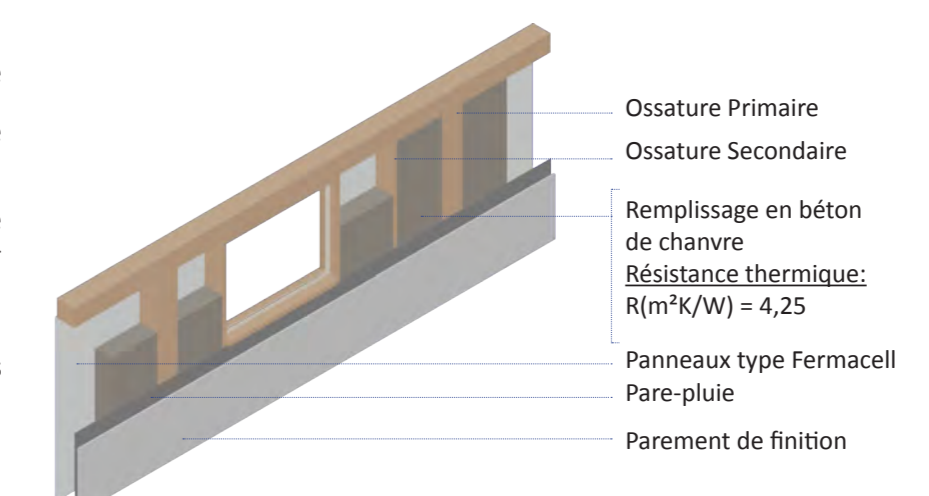 Ossature Primaire
Ossature Secondaire
Remplissage en béton
de chanvre
Résistance thermique:
R(m²K/W) = 4,25
Panneaux type Fermacell
Pare-pluie
Parement de finition